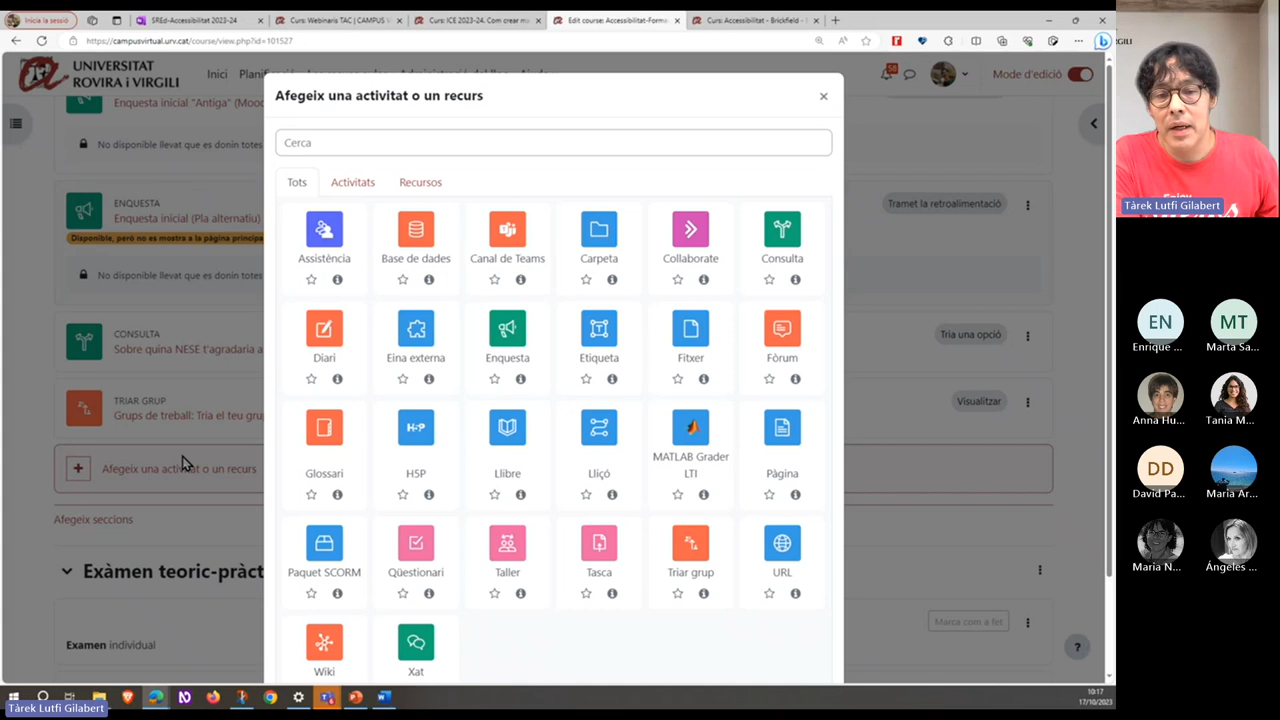 Inicia la sessió
SREd-Accessibilitat 2023-24
Curs: Webinaris TAC | CAMPUS V
Curs: ICE 2023-24. Com crear m
Edit course: Accessibilitat-Forma
Curs: Accessibilitat - Brickfield - S
https://campusvirtual.urv.cat/course/view.php?id=101527
UNIVERSITAT
ROVIRA i VIRGILI
Inici
58
Mode d'edició
Enquesta inicial "Antiga" (Mood
No disponible llevat que es donin totes
ENQUESTA
Enquesta inicial (Pla alternatiu)
Disponible, però no es mostra a la pàgina principa
Tramet la retroalimentació
No disponible llevat que es donin totes
CONSULTA
Sobre quina NESE t'agradaria a
Tria una opció
TRIAR GRUP
Grups de treball: Tria el teu gru
Visualitzar
Afegeix una activitat o un recurs
Afegeix seccions
Exàmen teoric-pràct
Examen individual
Marca com a fet
?
Afegeix una activitat o un recurs
Cerca
Tots
Activitats
Recursos
Assistència
Base de dades
Canal de Teams
Carpeta
Collaborate
Consulta
Diari
Eina externa
Enquesta
Etiqueta
Fitxer
Fòrum
Glossari
H5P
H5P
Llibre
Lliçó
MATLAB Grader
LTI
Pàgina
Paquet SCORM
Qüestionari
Taller
Tasca
Triar grup
URL
Wiki
Xat
10:17
17/10/2023
Tàrek Lutfi Gilabert
VIRGILI
Enjoy
Tàrek Lutfi Gilabert
EN
Enrique ...
MT
Marta Sa...
Anna Hu...
Tania M...
DD
David Pa...
Maria Ar...
Maria N...
Ángeles ...